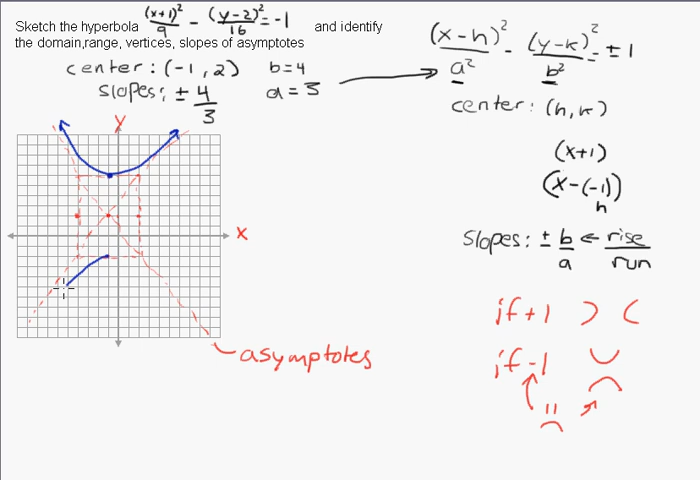 Sketch the hyperbola (x+1)²/9 - (y-2)²/16 = -1 and identify
the domain,range, vertices, slopes of asymptotes
center: (-1, 2) b=4
slopes: ± 4/3 a=3
y
x
asymptotes
(x-h)²/a² - (y-k)²/b² = ±1
center: (h, k)
(x+1)
(x-(-1))
h
slopes: ± b/a ← rise/run
if +1 ) (
if -1